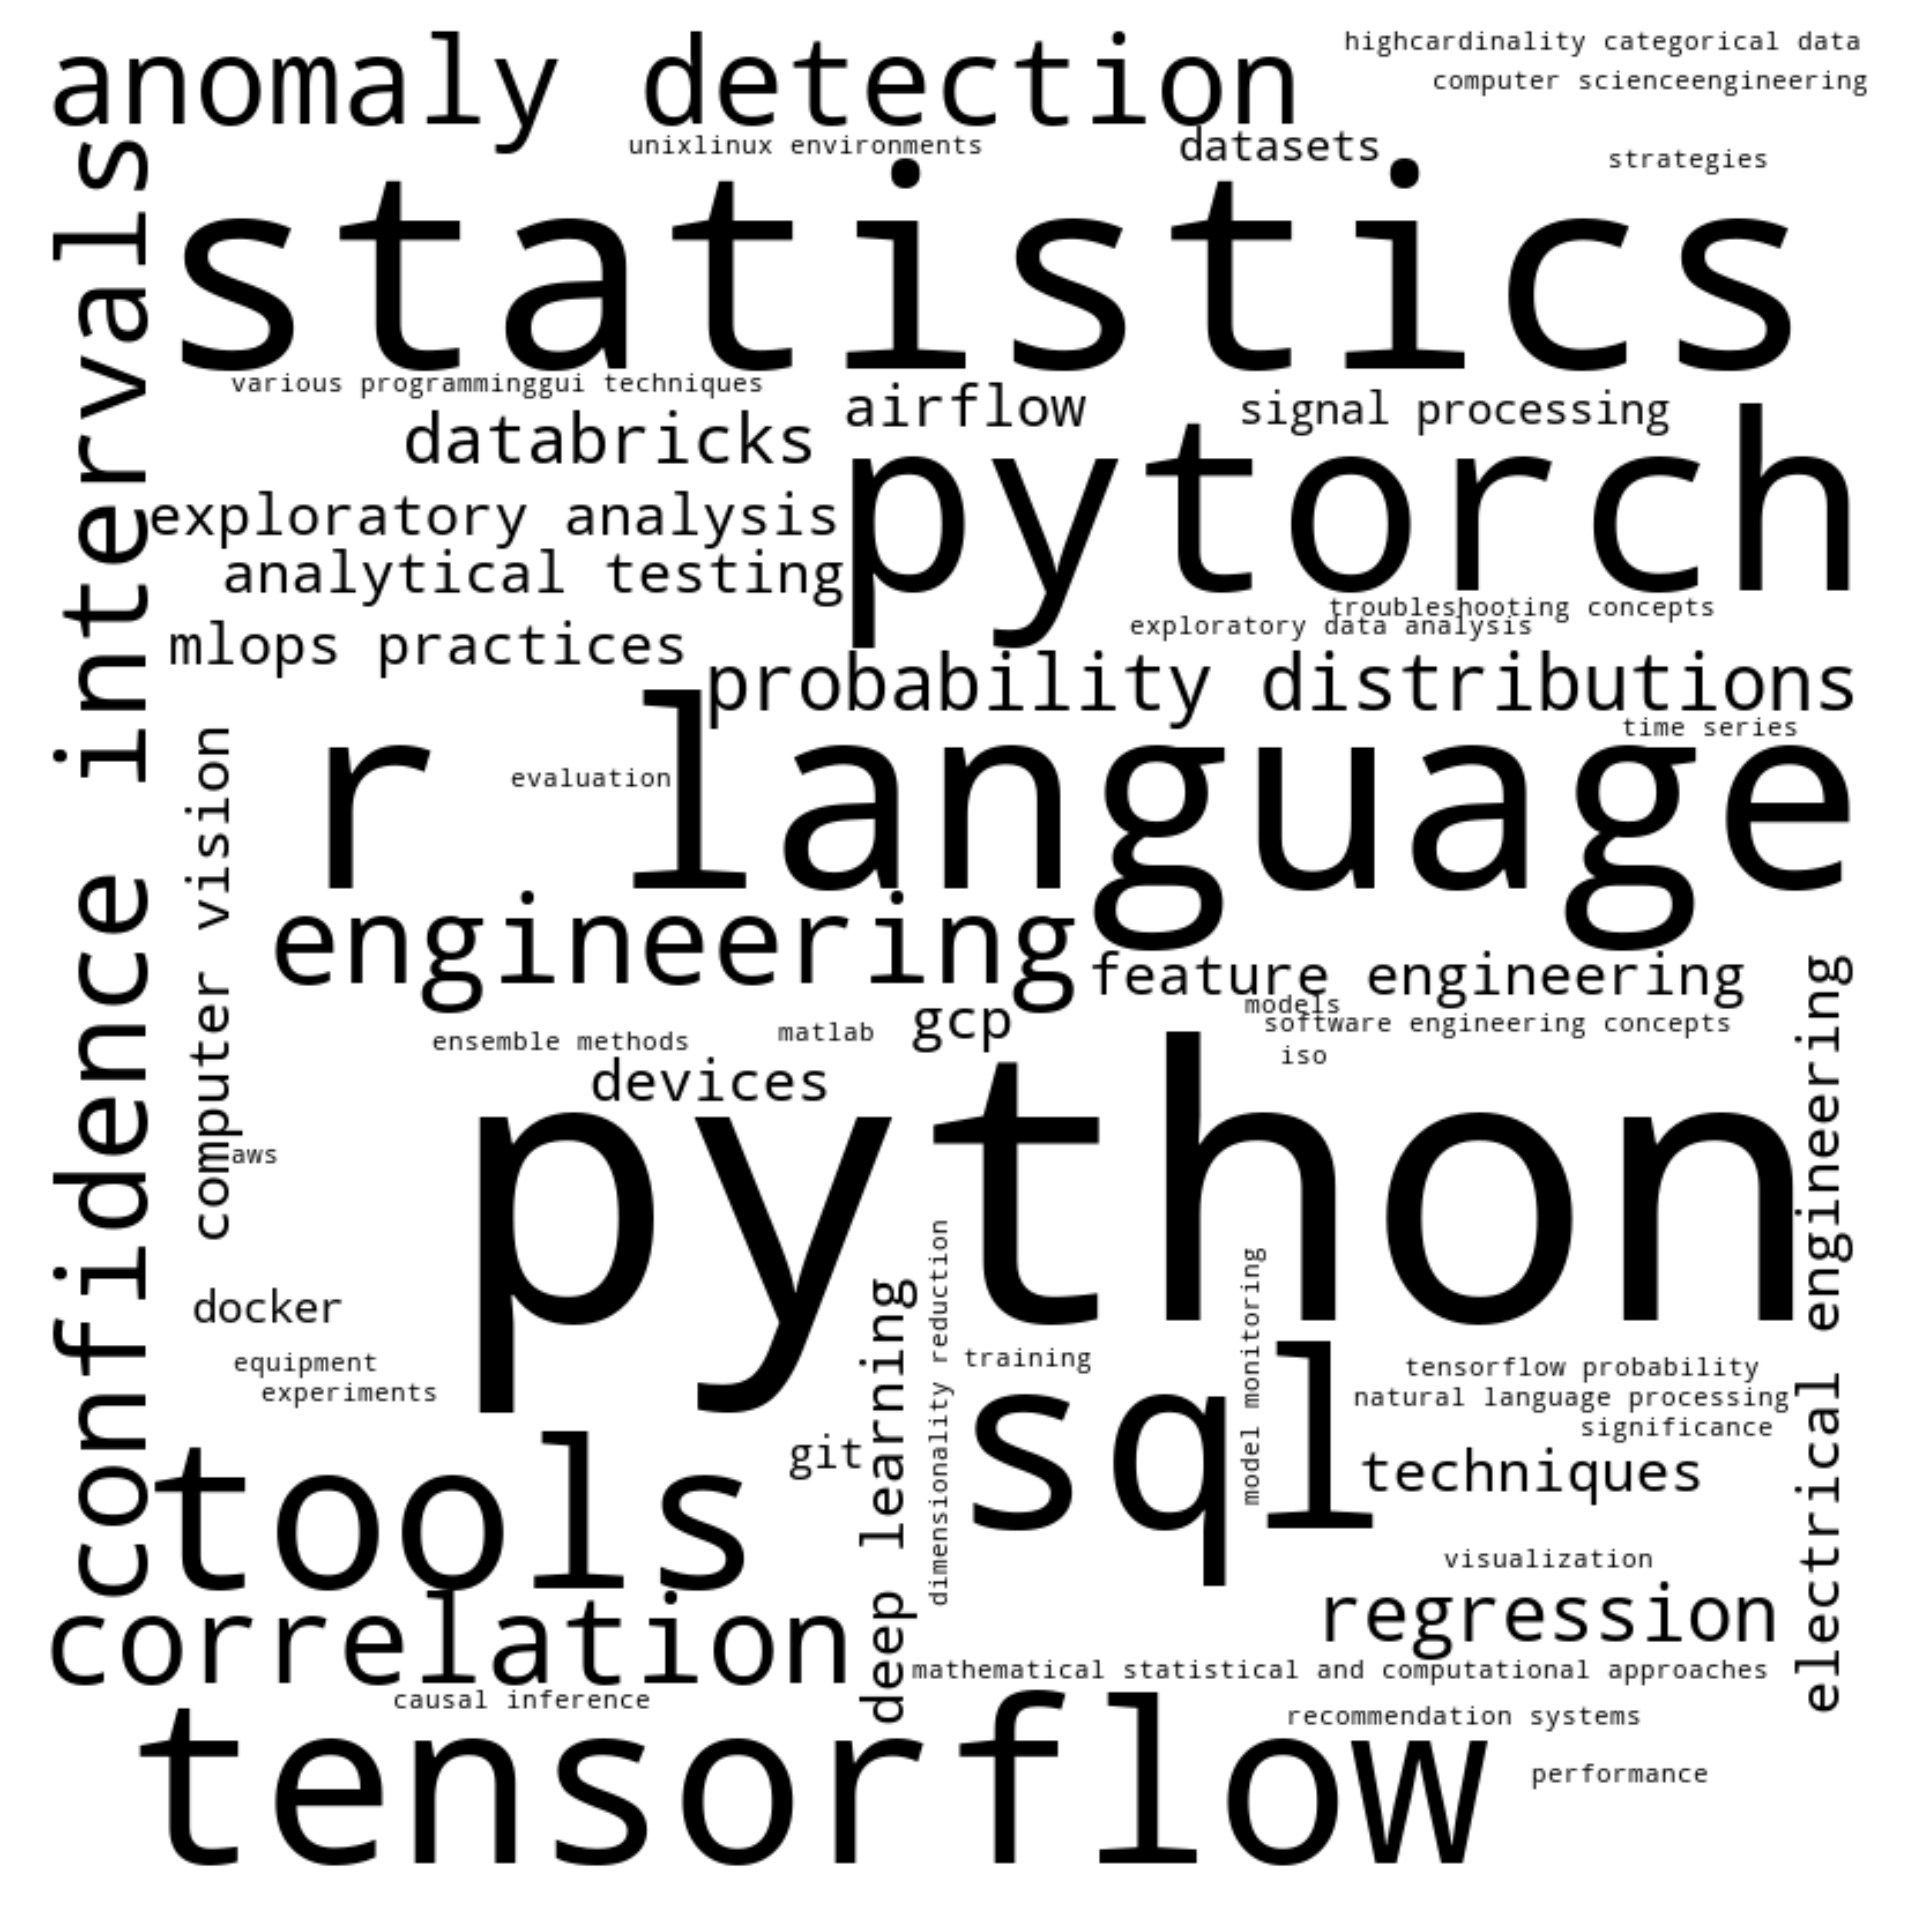 highcardinality categorical data
anomaly detection
computer scienceengineering
unixlinux environments
datasets
strategies
confidence intervals
statistics
various programminggui techniques
airflow
signal processing
databricks
pytorch
exploratory analysis
analytical testing
troubleshooting concepts
exploratory data analysis
mlops practices
probability distributions
time series
r language
evaluation
computer vision
engineering
feature engineering
models
gcp
software engineering concepts
matlab
ensemble methods
iso
devices
electrical engineering
aws
python
docker
dimensionality reduction
model monitoring
deep learning
training
equipment
tensorflow probability
experiments
natural language processing
significance
sql
git
techniques
tools
visualization
regression
correlation
mathematical statistical and computational approaches
causal inference
recommendation systems
performance
tensorflow